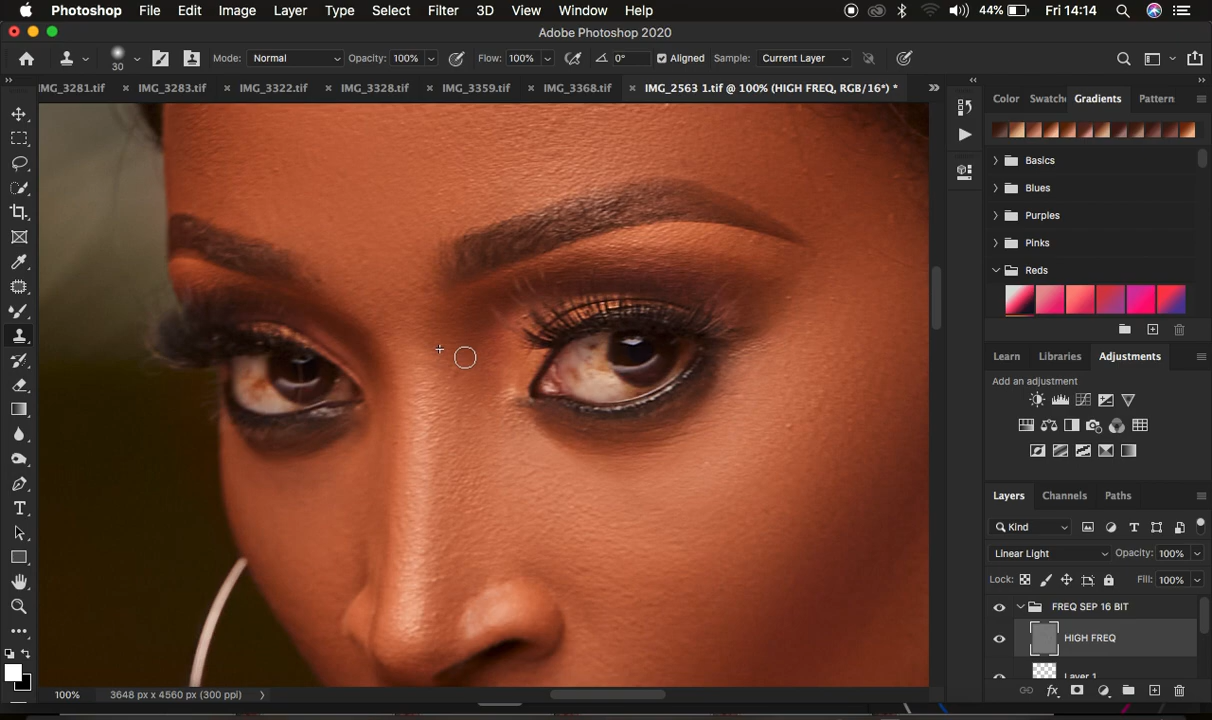 Photoshop File Edit Image Layer Type Select Filter 3D View Window Help 44% Fri 14:14
Adobe Photoshop 2020
30 Mode: Normal Opacity: 100% Flow: 100% 0° Aligned Sample: Current Layer
IMG_3281.tif × IMG_3283.tif × IMG_3322.tif × IMG_3328.tif × IMG_3359.tif × IMG_3368.tif × IMG_2563 1.tif @ 100% (HIGH FREQ, RGB/16*) *
Color Swatche Gradients Pattern
Basics
Blues
Purples
Pinks
Reds
Learn Libraries Adjustments
Add an adjustment
Layers Channels Paths
Kind
Linear Light Opacity: 100%
Lock: Fill: 100%
FREQ SEP 16 BIT
HIGH FREQ
Layer 1
100% 3648 px x 4560 px (300 ppi)